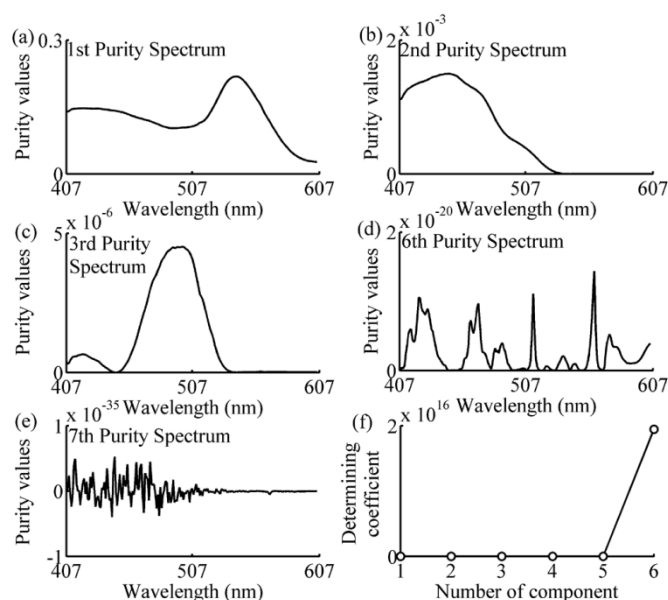 (a)
0.3
1st Purity Spectrum
Purity values
0
407
507
607
Wavelength (nm)
(b)
x 10⁻³
2
2nd Purity Spectrum
Purity values
0
407
507
607
Wavelength (nm)
(c)
x 10⁻⁶
5
3rd Purity
Spectrum
Purity values
0
407
507
607
Wavelength (nm)
(d)
x 10⁻²⁰
2
6th Purity Spectrum
Purity values
0
407
507
607
Wavelength (nm)
(e)
x 10⁻³⁵
1
7th Purity Spectrum
Purity values
0
-1
407
507
607
Wavelength (nm)
(f)
x 10¹⁶
2
Determining
coefficient
0
1
2
3
4
5
6
Number of component